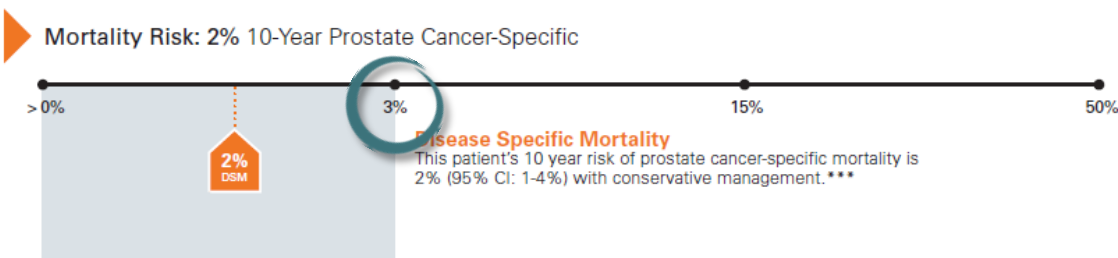 Mortality Risk: 2% 10-Year Prostate Cancer-Specific
> 0% 3% 15% 50%
2%
DSM
Disease Specific Mortality
This patient's 10 year risk of prostate cancer-specific mortality is
2% (95% CI: 1-4%) with conservative management.***